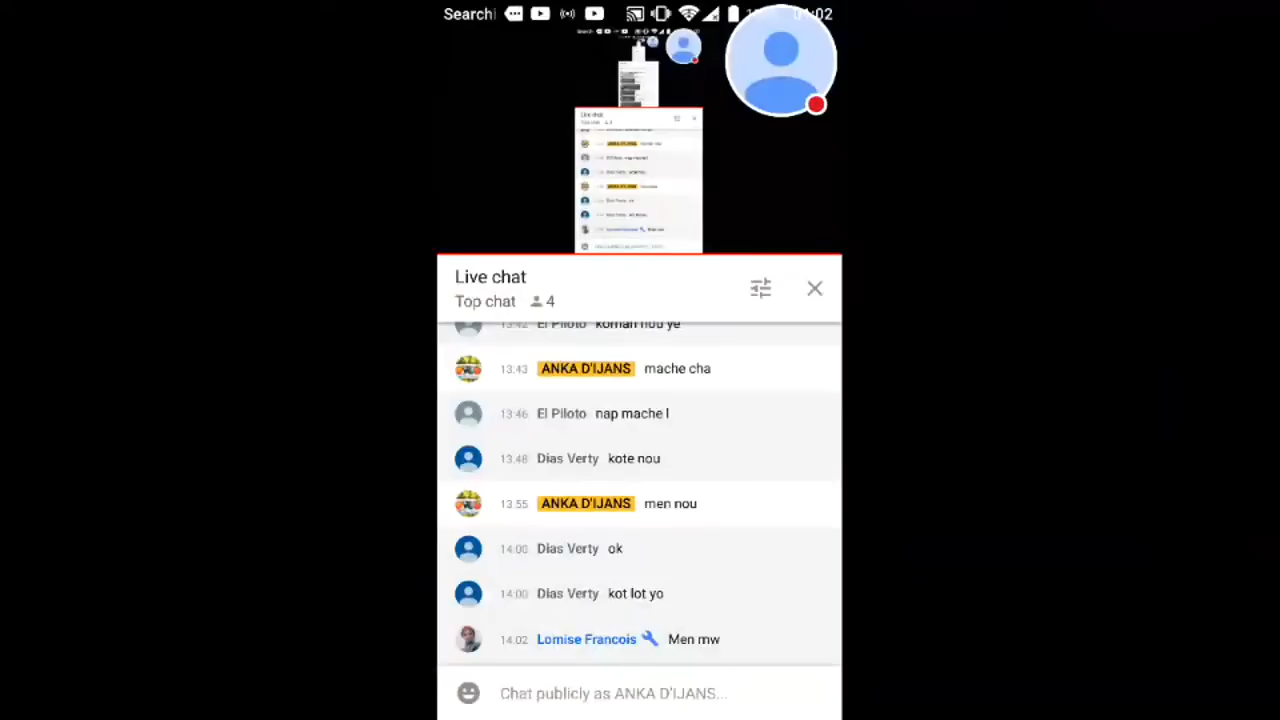 Searchi
Live chat
Top chat 4
13:42 El Piloto koman nou ye
13:43 ANKA D'IJANS mache cha
13:46 El Piloto nap mache l
13:48 Dias Verty kote nou
13:55 ANKA D'IJANS men nou
14:00 Dias Verty ok
14:00 Dias Verty kot lot yo
14:02 Lomise Francois Men mw
Chat publicly as ANKA D'IJANS...